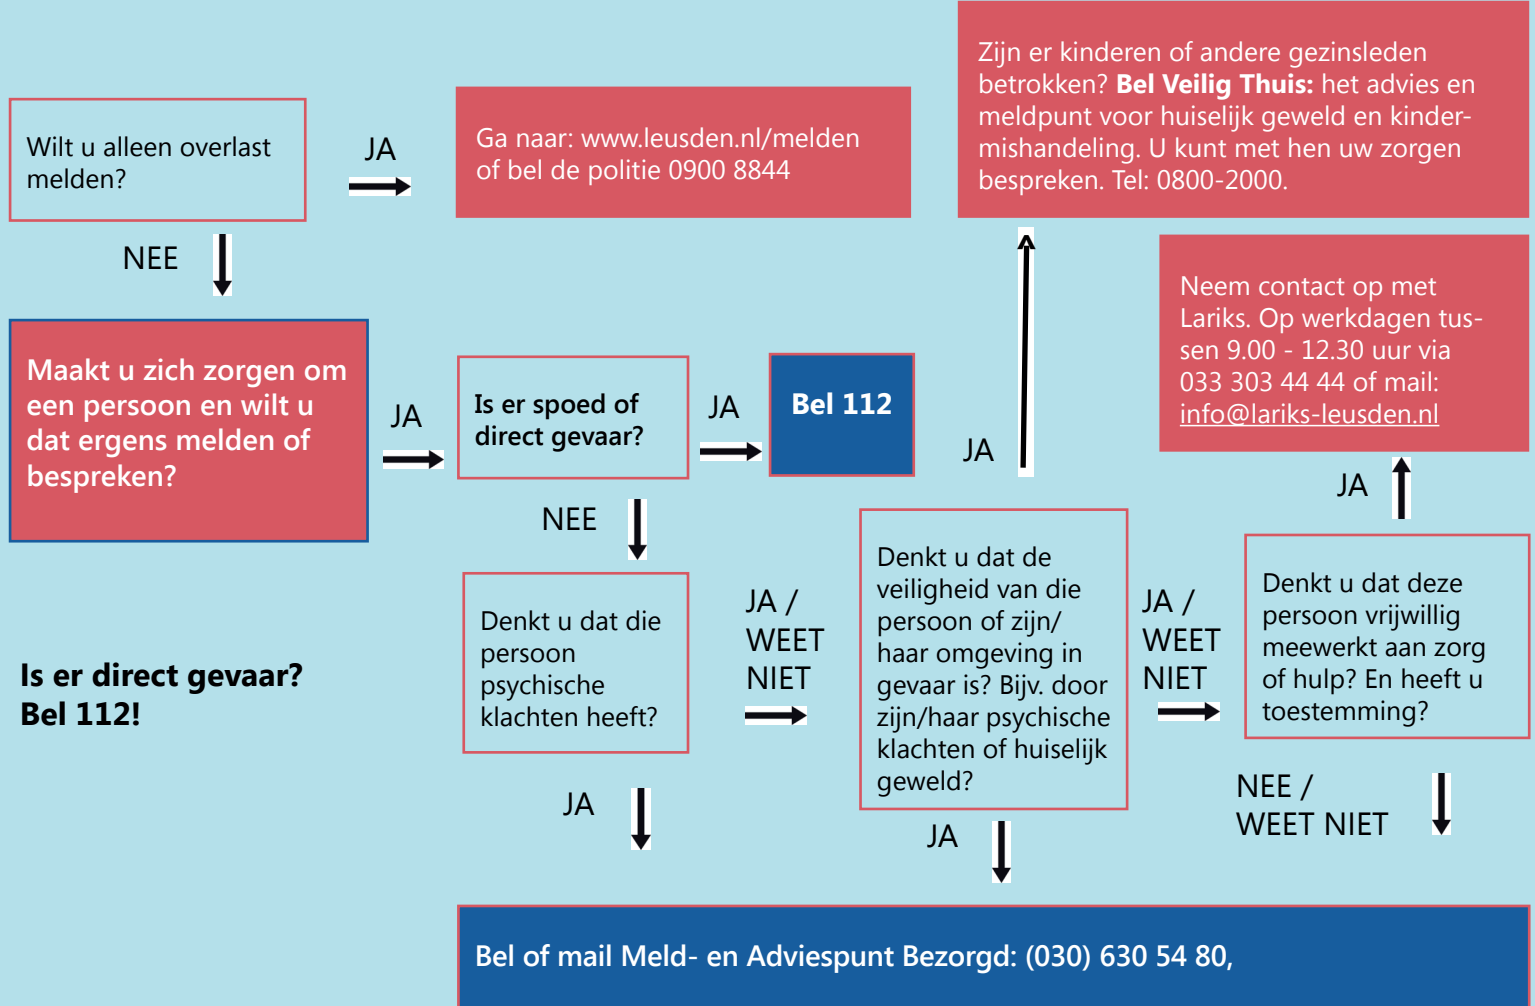 Wilt u alleen overlast
melden?
JA
Ga naar: www.leusden.nl/melden
of bel de politie 0900 8844
Zijn er kinderen of andere gezinsleden
betrokken? Bel Veilig Thuis: het advies en
meldpunt voor huiselijk geweld en kinder-
mishandeling. U kunt met hen uw zorgen
bespreken. Tel: 0800-2000.
NEE
Maakt u zich zorgen om
een persoon en wilt u
dat ergens melden of
bespreken?
JA
Is er spoed of
direct gevaar?
JA
Bel 112
JA
Neem contact op met
Lariks. Op werkdagen tus-
sen 9.00 - 12.30 uur via
033 303 44 44 of mail:
info@lariks-leusden.nl
JA
NEE
Denkt u dat die
persoon
psychische
klachten heeft?
JA /
WEET
NIET
Denkt u dat de
veiligheid van die
persoon of zijn/
haar omgeving in
gevaar is? Bijv. door
zijn/haar psychische
klachten of huiselijk
geweld?
JA /
WEET
NIET
Denkt u dat deze
persoon vrijwillig
meewerkt aan zorg
of hulp? En heeft u
toestemming?
Is er direct gevaar?
Bel 112!
JA
JA
NEE /
WEET NIET
Bel of mail Meld- en Adviespunt Bezorgd: (030) 630 54 80,